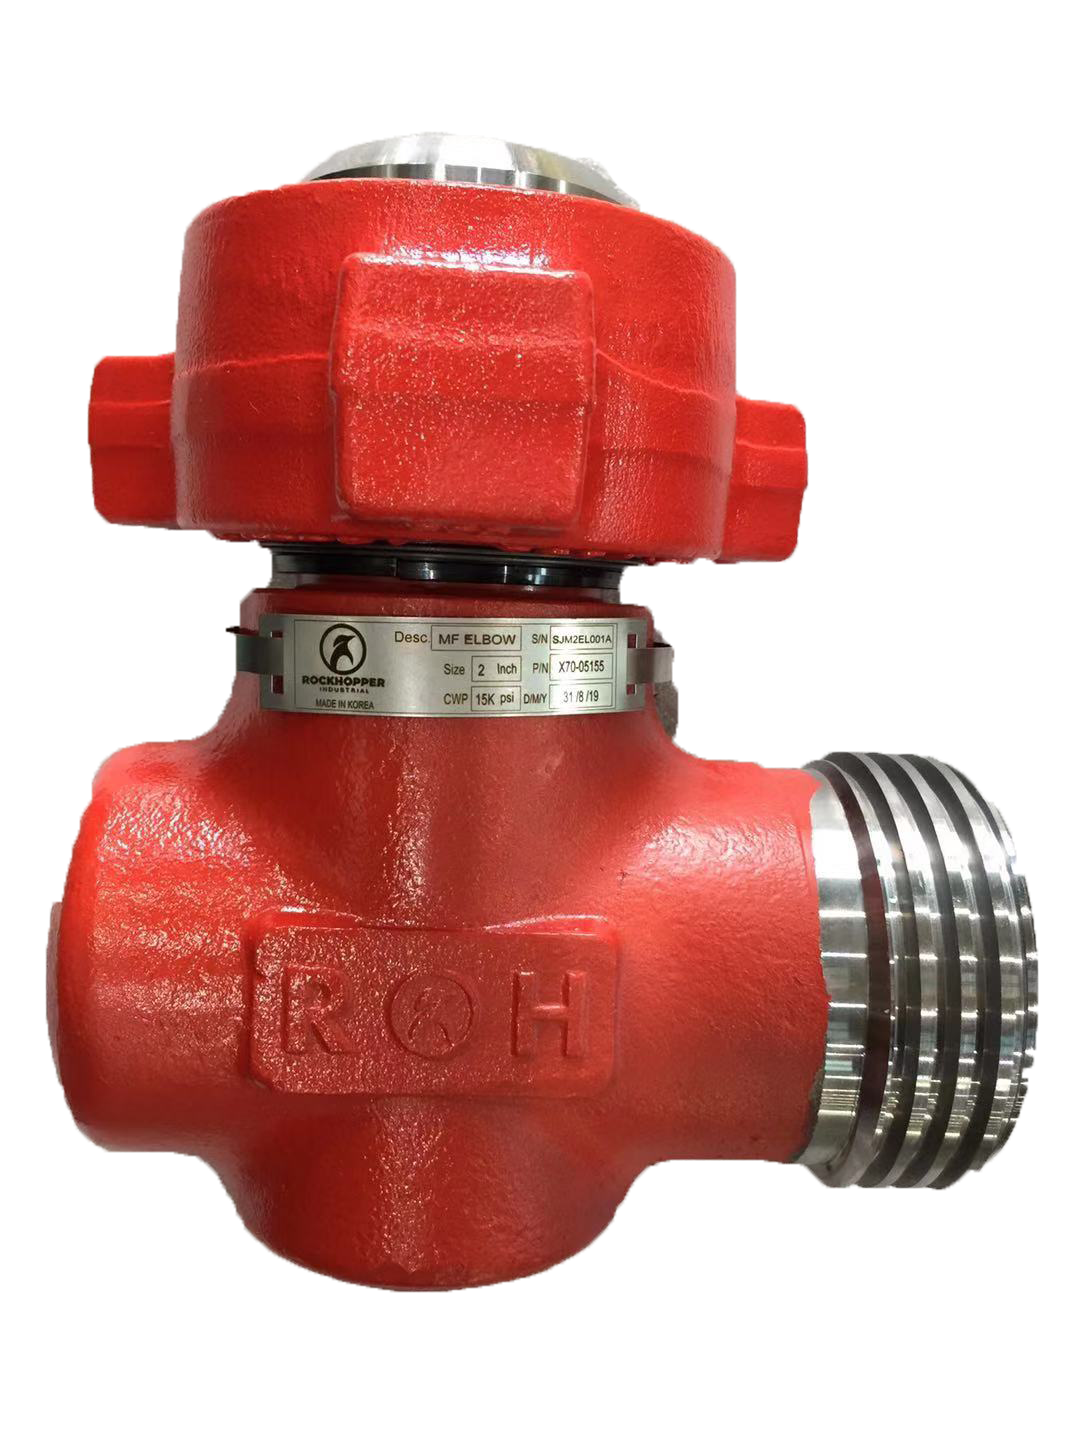 Desc. MF ELBOW S/N SJM2EL001A
Size 2 Inch P/N X70-05155
CWP 15K psi D/M/Y 31 /8 /19
ROCKHOPPER
INDUSTRIAL
MADE IN KOREA
R H